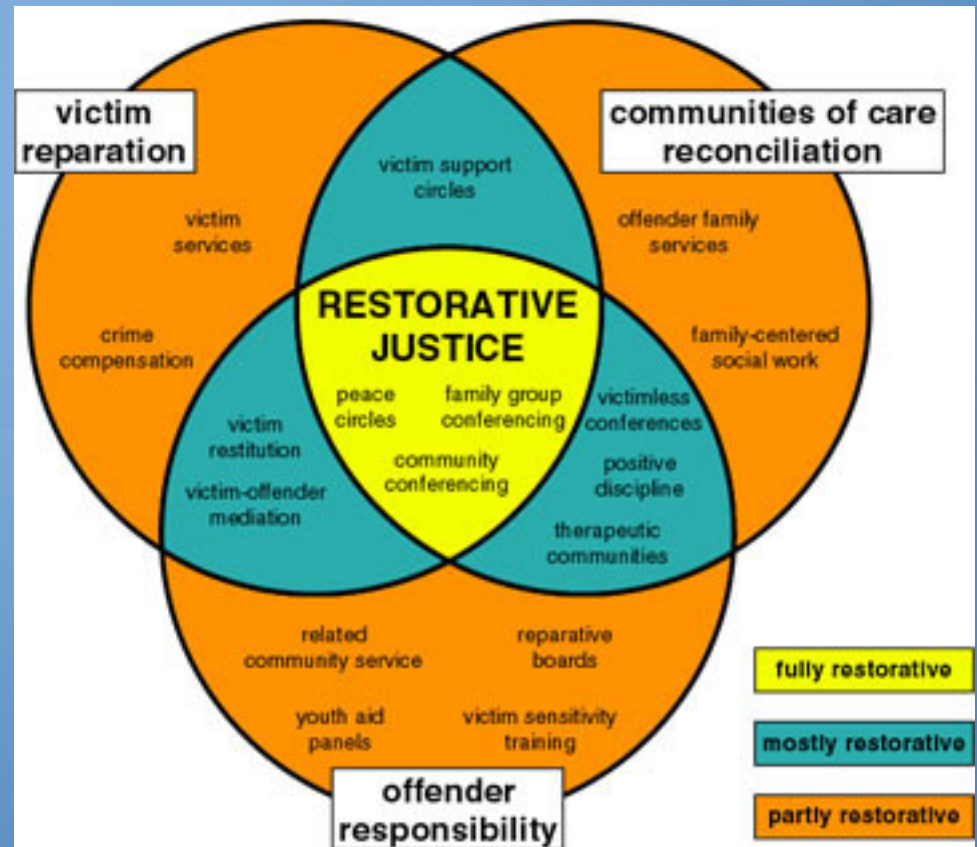 victim
reparation
communities of care
reconciliation
victim support
circles
victim
services
offender family
services
RESTORATIVE
JUSTICE
crime
compensation
family-centered
social work
peace
circles
family group
conferencing
victimless
conferences
victim
restitution
community
conferencing
positive
discipline
victim-offender
mediation
therapeutic
communities
related
community service
reparative
boards
youth aid
panels
victim sensitivity
training
offender
responsibility
fully restorative
mostly restorative
partly restorative